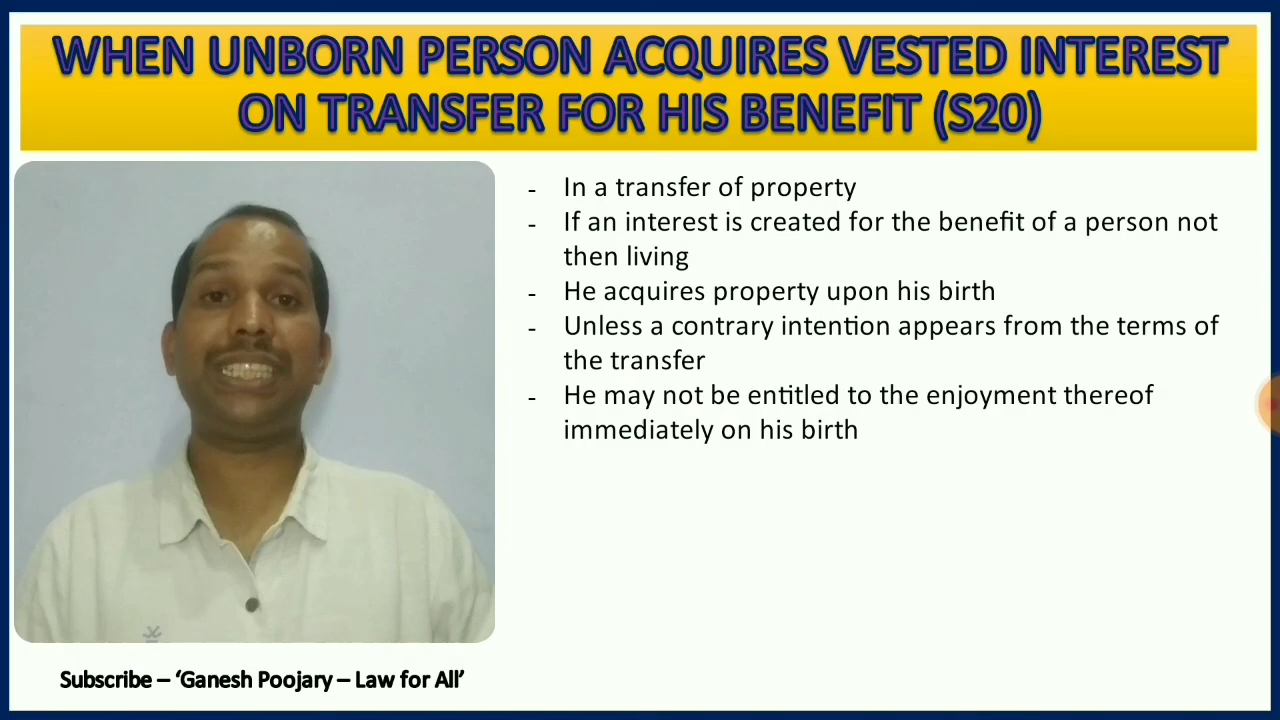 WHEN UNBORN PERSON ACQUIRES VESTED INTEREST
ON TRANSFER FOR HIS BENEFIT (S20)
- In a transfer of property
- If an interest is created for the benefit of a person not
then living
- He acquires property upon his birth
- Unless a contrary intention appears from the terms of
the transfer
- He may not be entitled to the enjoyment thereof
immediately on his birth
Subscribe – ‘Ganesh Poojary – Law for All’